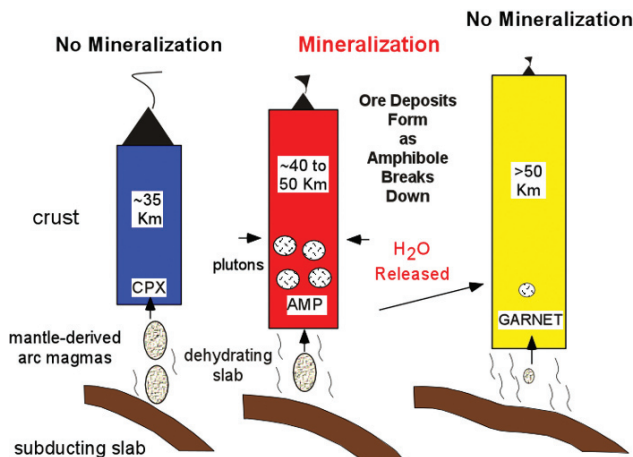 No Mineralization
Mineralization
No Mineralization
~35
Km
CPX
crust
mantle-derived
arc magmas
subducting slab
~40 to
50 Km
plutons
AMP
dehydrating
slab
Ore Deposits
Form
as
Amphibole
Breaks
Down
H₂O
Released
>50
Km
GARNET